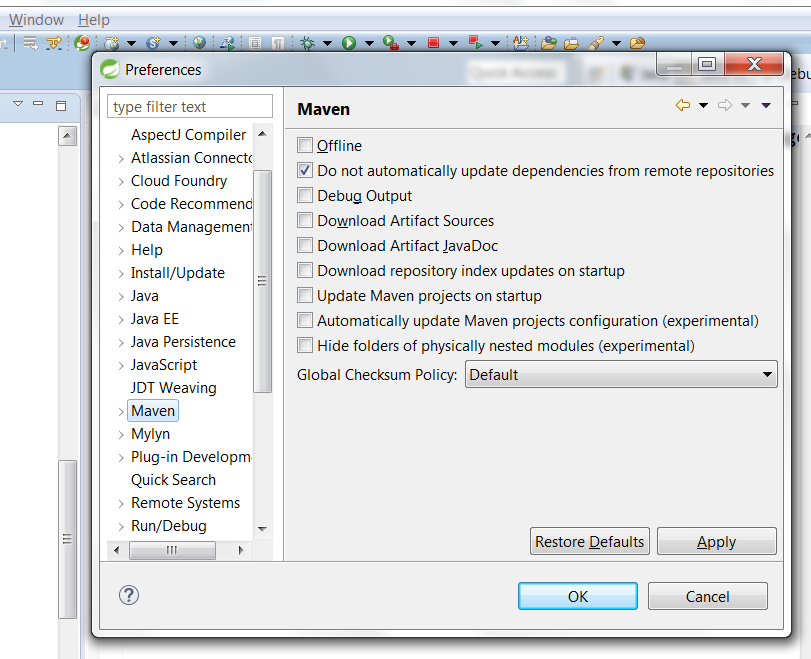 Window Help
Preferences
Quick Access
type filter text
AspectJ Compiler
Atlassian Connecto
Cloud Foundry
Code Recommend
Data Management
Help
Install/Update
Java
Java EE
Java Persistence
JavaScript
JDT Weaving
Maven
Mylyn
Plug-in Developm
Quick Search
Remote Systems
Run/Debug
Maven
Offline
Do not automatically update dependencies from remote repositories
Debug Output
Download Artifact Sources
Download Artifact JavaDoc
Download repository index updates on startup
Update Maven projects on startup
Automatically update Maven projects configuration (experimental)
Hide folders of physically nested modules (experimental)
Global Checksum Policy: Default
Restore Defaults Apply
OK Cancel